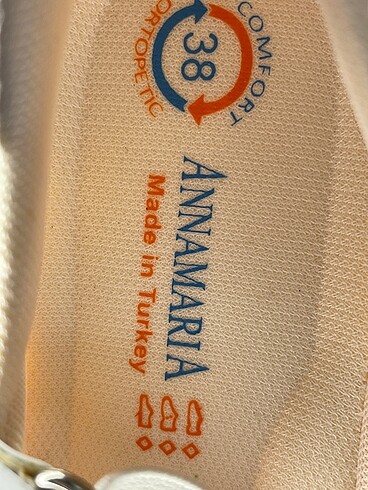 COMFORT
38
ORTOPETIC
ANNAMARIA
Made in Turkey